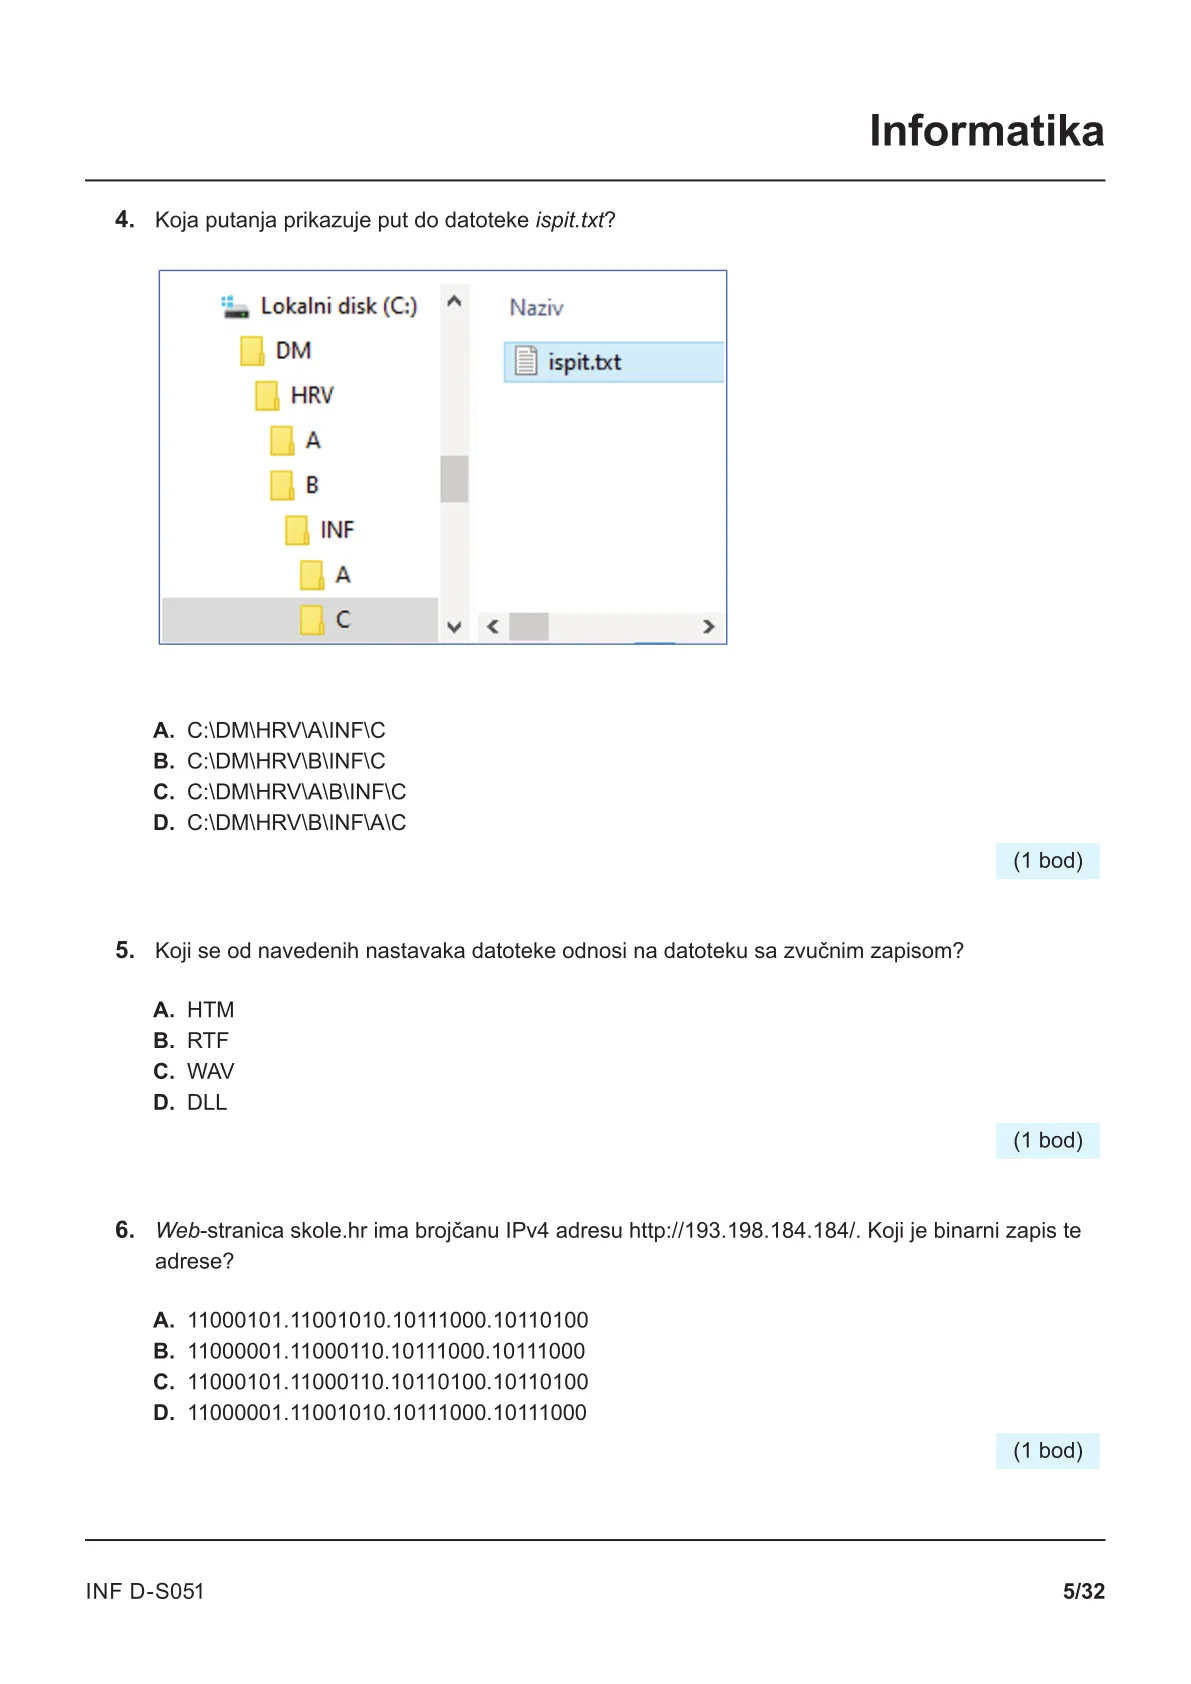 Informatika
4. Koja putanja prikazuje put do datoteke ispit.txt?
Lokalni disk (C:)
DM
HRV
A
B
INF
A
C
Naziv
ispit.txt
A. C:\DM\HRV\A\INF\C
B. C:\DM\HRV\B\INF\C
C. C:\DM\HRV\A\B\INF\C
D. C:\DM\HRV\B\INF\A\C
(1 bod)
5. Koji se od navedenih nastavaka datoteke odnosi na datoteku sa zvučnim zapisom?
A. HTM
B. RTF
C. WAV
D. DLL
(1 bod)
6. Web-stranica skole.hr ima brojčanu IPv4 adresu http://193.198.184.184/. Koji je binarni zapis te
adrese?
A. 11000101.11001010.10111000.10110100
B. 11000001.11000110.10111000.10111000
C. 11000101.11000110.10110100.10110100
D. 11000001.11001010.10111000.10111000
(1 bod)
INF D-S051
5/32